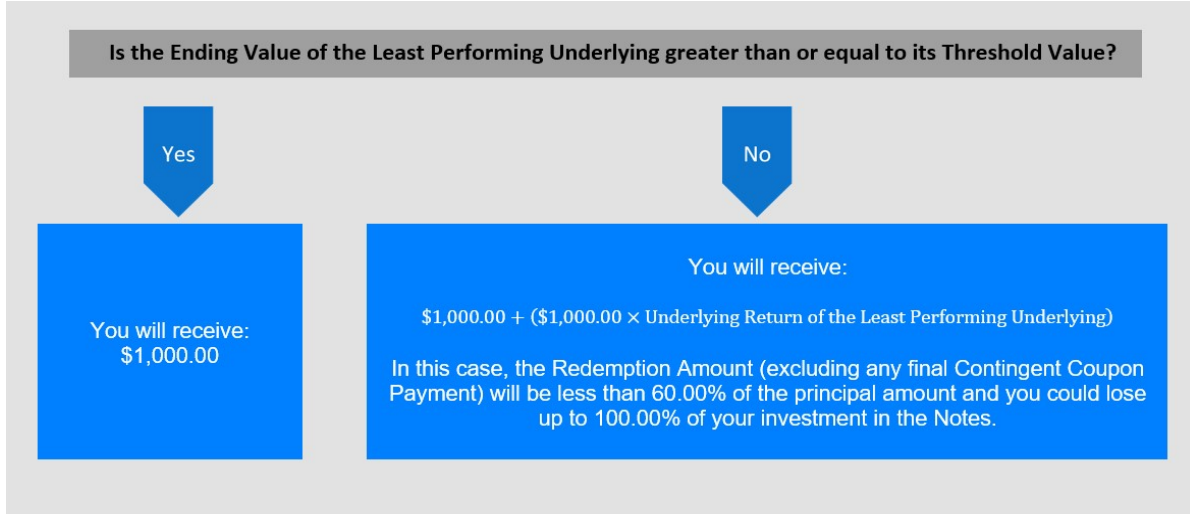 Is the Ending Value of the Least Performing Underlying greater than or equal to its Threshold Value?
Yes
No
You will receive:
$1,000.00
You will receive:
$1,000.00 + ($1,000.00 × Underlying Return of the Least Performing Underlying)
In this case, the Redemption Amount (excluding any final Contingent Coupon
Payment) will be less than 60.00% of the principal amount and you could lose
up to 100.00% of your investment in the Notes.